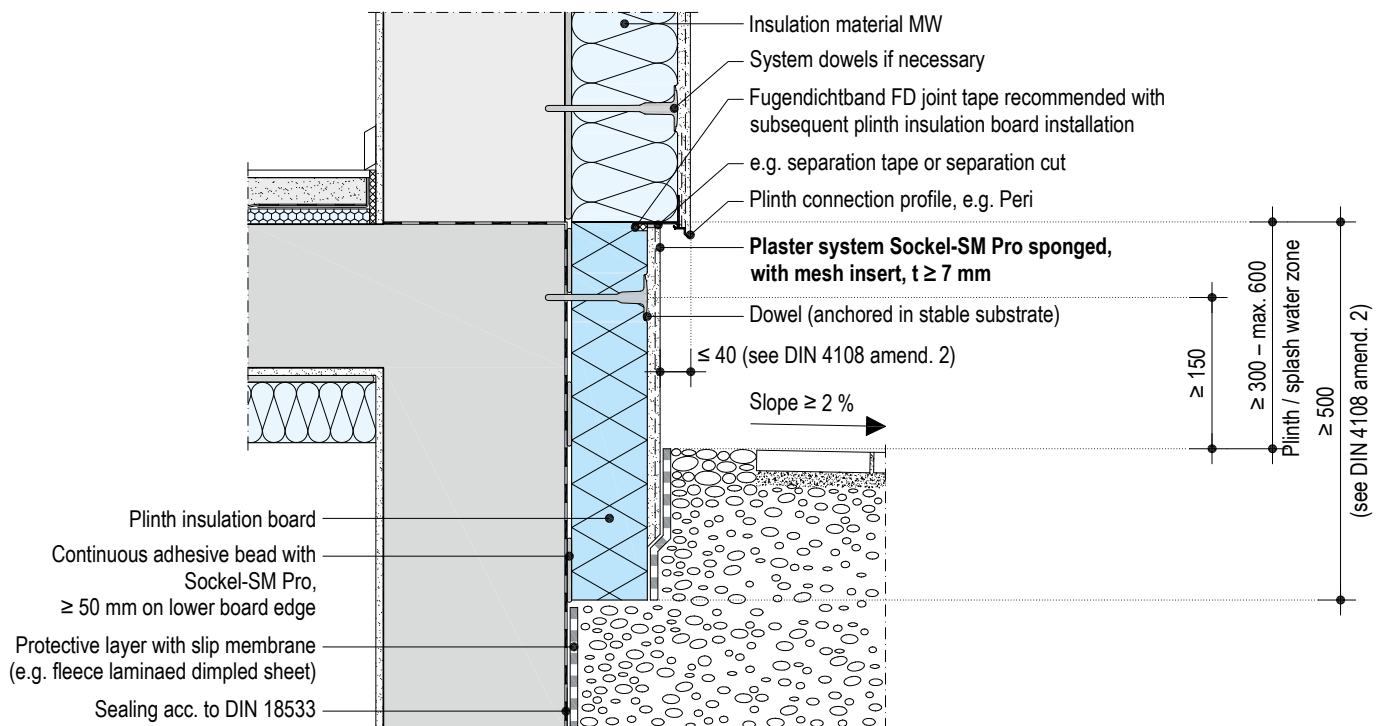 Insulation material MW
System dowels if necessary
Fugendichtband FD joint tape recommended with
subsequent plinth insulation board installation
e.g. separation tape or separation cut
Plinth connection profile, e.g. Peri
Plaster system Sockel-SM Pro sponged,
with mesh insert, t ≥ 7 mm
Dowel (anchored in stable substrate)
≤ 40 (see DIN 4108 amend. 2)
Slope ≥ 2 %
≥ 150
≥ 300 – max. 600
Plinth / splash water zone
≥ 500
(see DIN 4108 amend. 2)
Plinth insulation board
Continuous adhesive bead with
Sockel-SM Pro,
≥ 50 mm on lower board edge
Protective layer with slip membrane
(e.g. fleece laminaed dimpled sheet)
Sealing acc. to DIN 18533